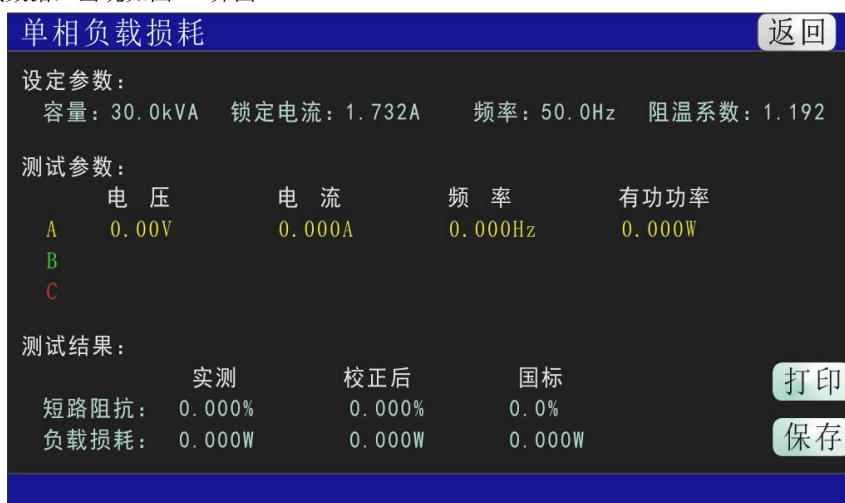 单相负载损耗 返回
设定参数：
容量：30.0kVA 锁定电流：1.732A 频率：50.0Hz 阻温系数：1.192
测试参数：
电 压 电 流 频 率 有功功率
A 0.00V 0.000A 0.000Hz 0.000W
B
C
测试结果：
实测 校正后 国标
打印
短路阻抗： 0.000% 0.000% 0.0%
负载损耗： 0.000W 0.000W 0.000W
保存